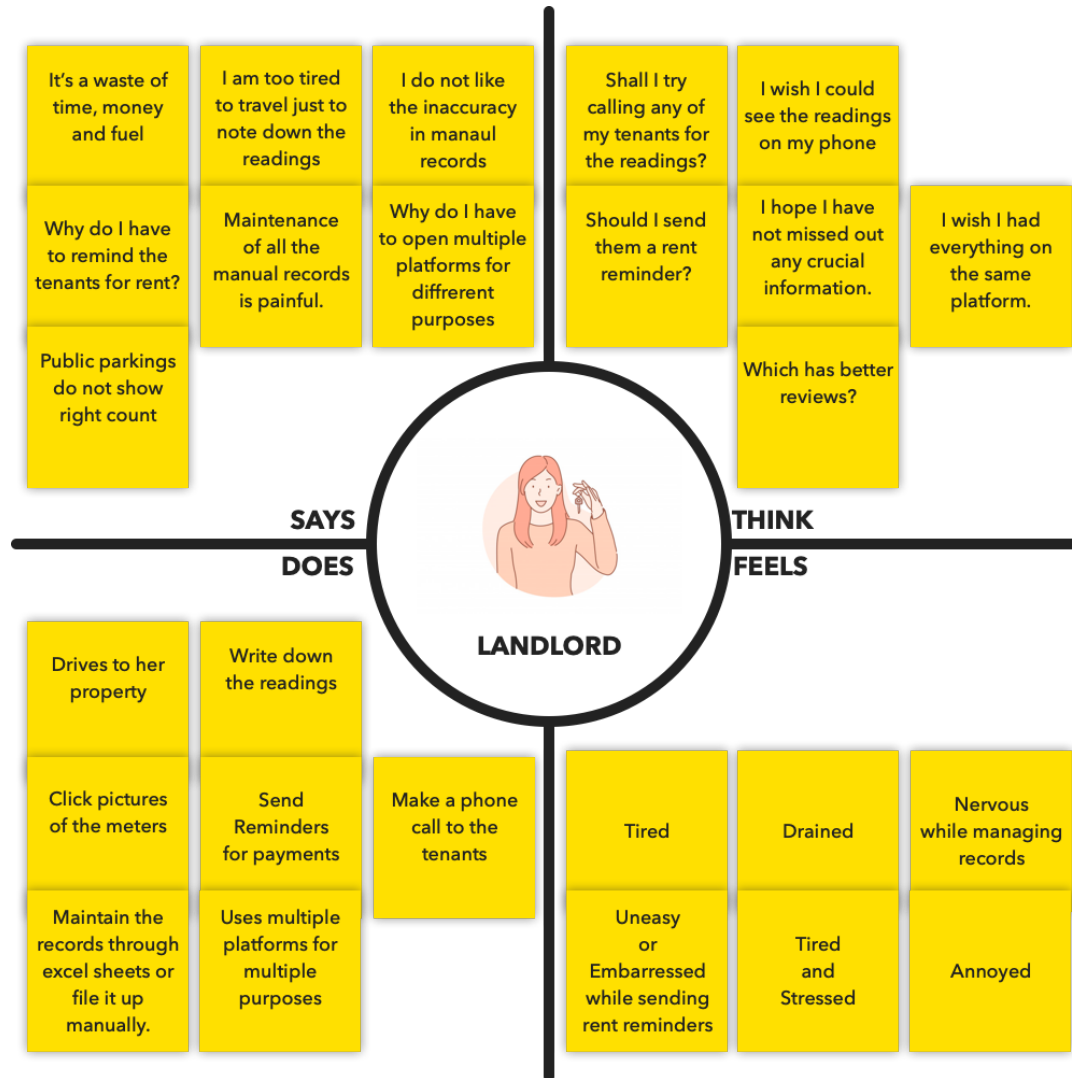 It's a waste of
time, money
and fuel
I am too tired
to travel just to
note down the
readings
I do not like
the inaccuracy
in manaul
records
Why do I have
to remind the
tenants for rent?
Maintenance
of all the
manual records
is painful.
Why do I have
to open multiple
platforms for
diffrerent
purposes
Public parkings
do not show
right count
SAYS
Shall I try
calling any of
my tenants for
the readings?
I wish I could
see the readings
on my phone
Should I send
them a rent
reminder?
I hope I have
not missed out
any crucial
information.
I wish I had
everything on
the same
platform.
Which has better
reviews?
THINK
DOES
FEELS
LANDLORD
Drives to her
property
Write down
the readings
Click pictures
of the meters
Send
Reminders
for payments
Make a phone
call to the
tenants
Maintain the
records through
excel sheets or
file it up
manually.
Uses multiple
platforms for
multiple
purposes
Tired
Drained
Nervous
while managing
records
Uneasy
or
Embarressed
while sending
rent reminders
Tired
and
Stressed
Annoyed